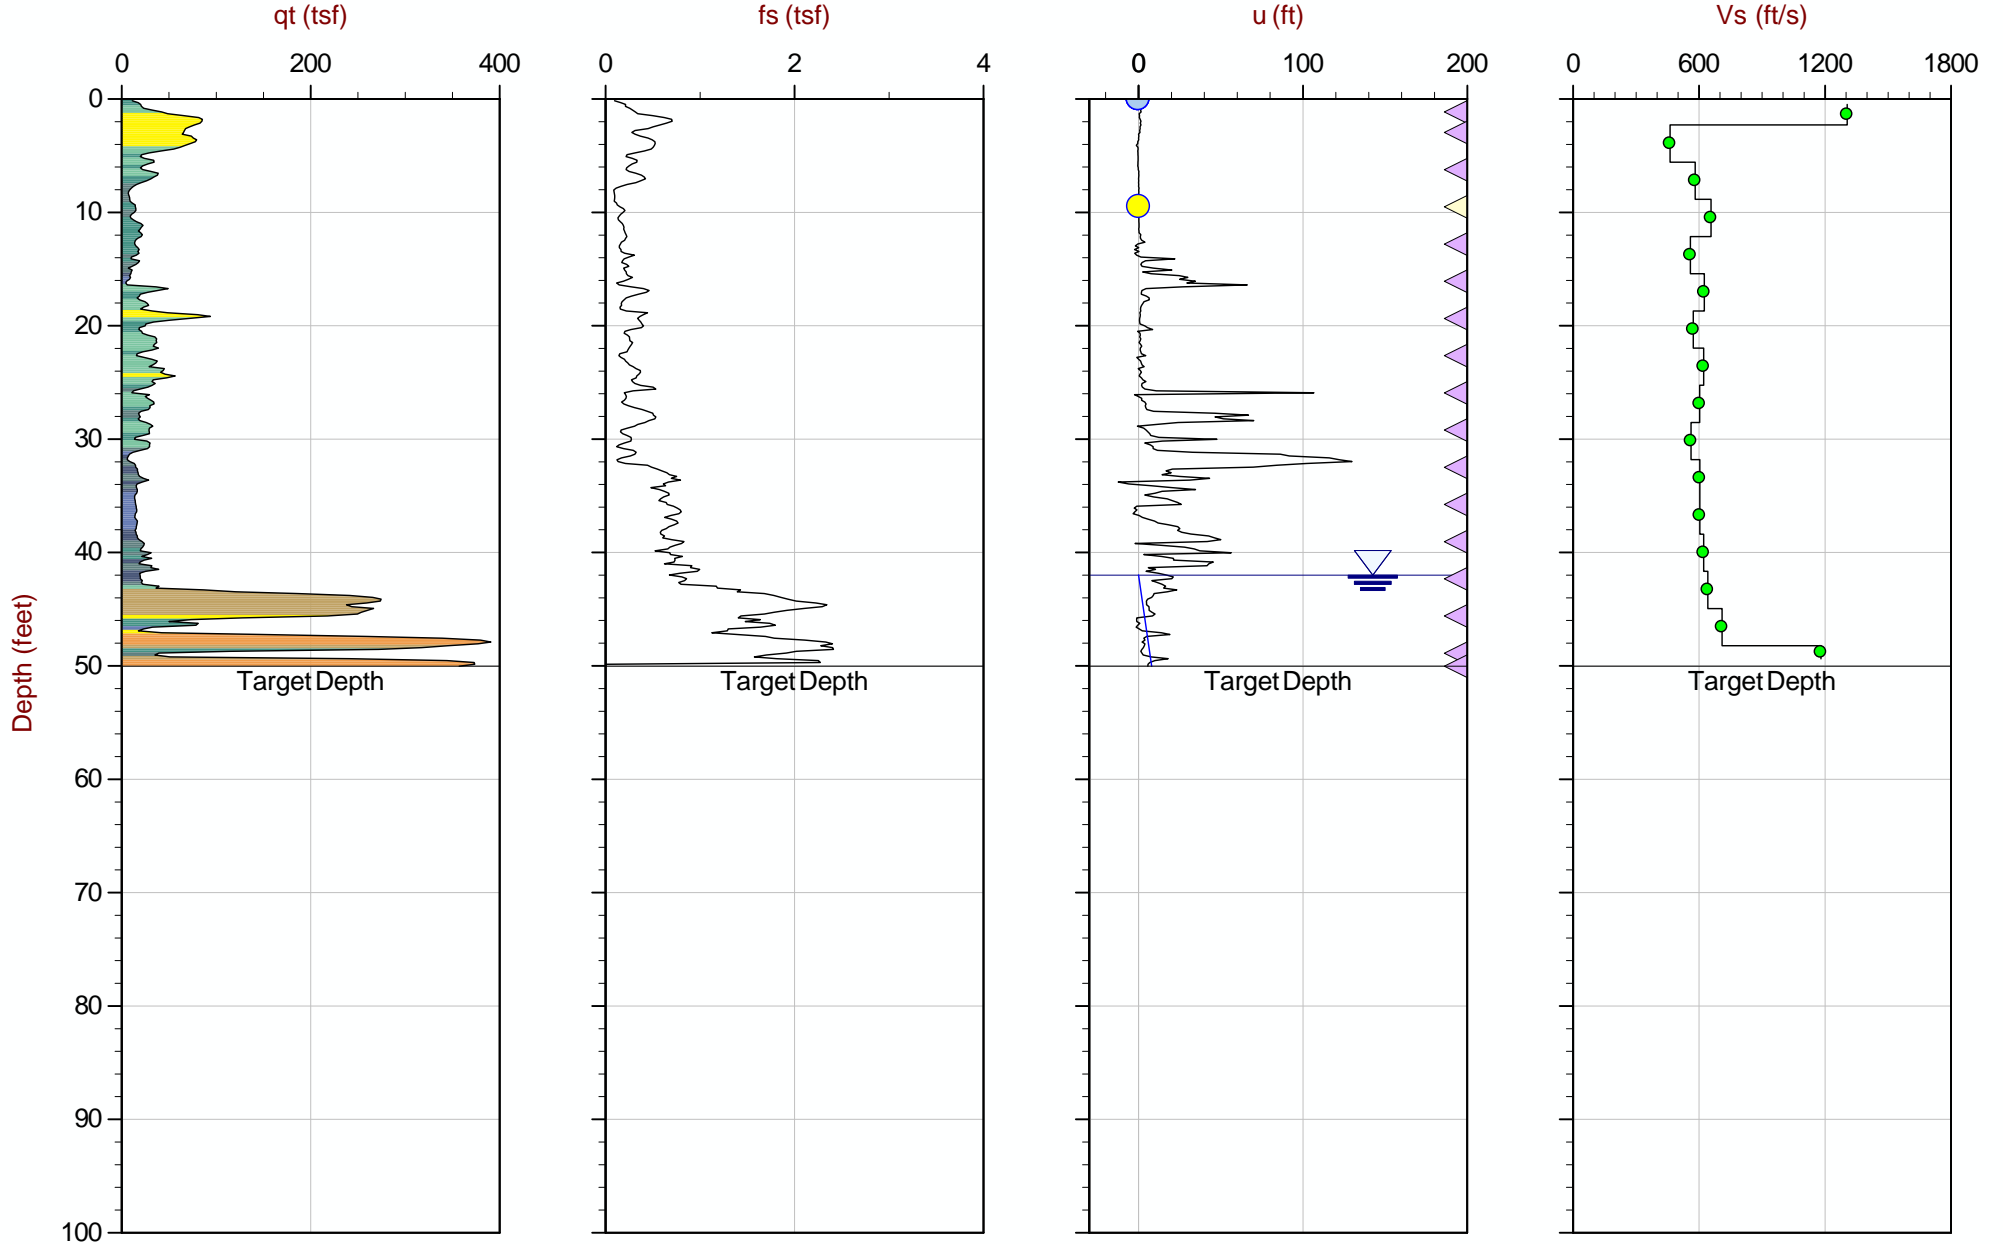 qt (tsf) fs (tsf) u (ft) Vs (ft/s)
0 200 400 0 2 4 0 100 200 0 600 1200 1800
0
10
20
30
40
50
Target Depth Target Depth Target Depth Target Depth
60
70
80
90
100
Depth (feet)